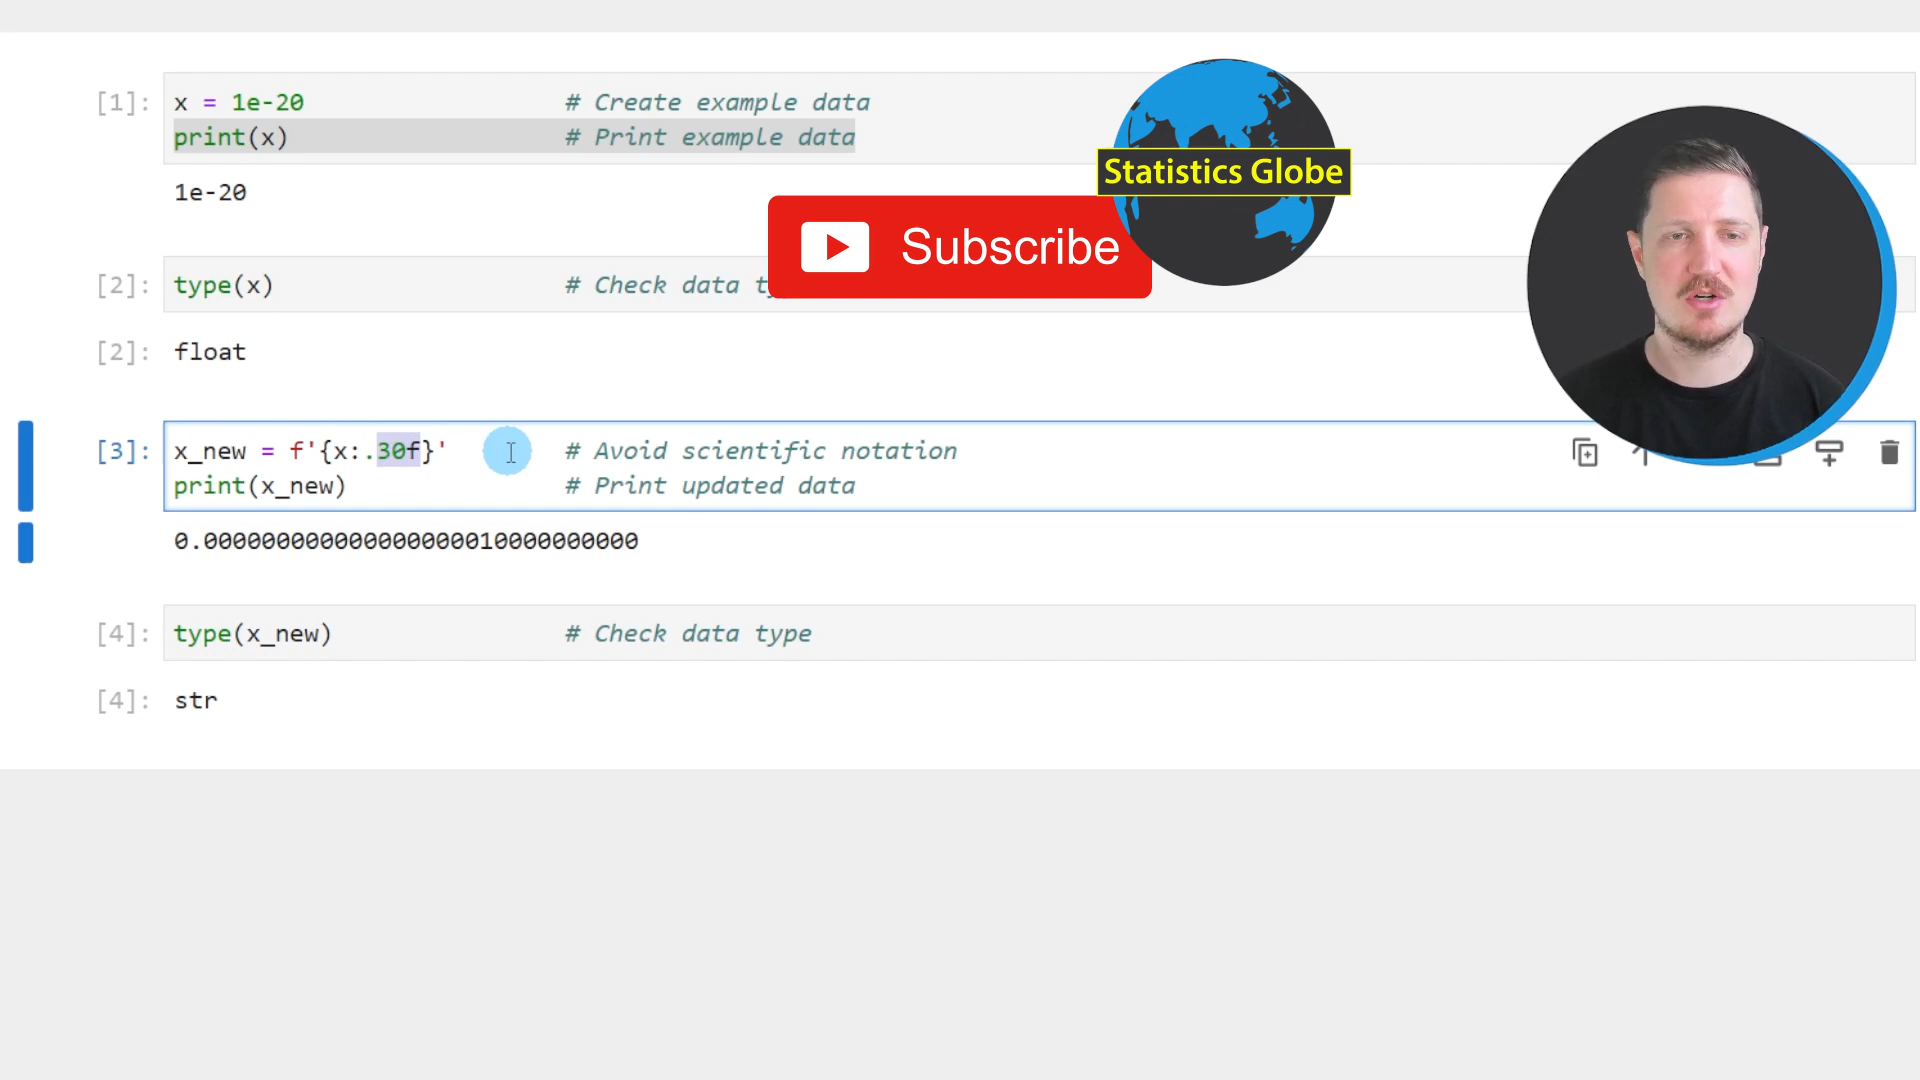 [1]: x = 1e-20 # Create example data
print(x) # Print example data
1e-20
Statistics Globe
Subscribe
[2]: type(x) # Check data
[2]: float
[3]: x_new = f'{x:.30f}' # Avoid scientific notation
print(x_new) # Print updated data
0.000000000000000000010000000000
[4]: type(x_new) # Check data type
[4]: str